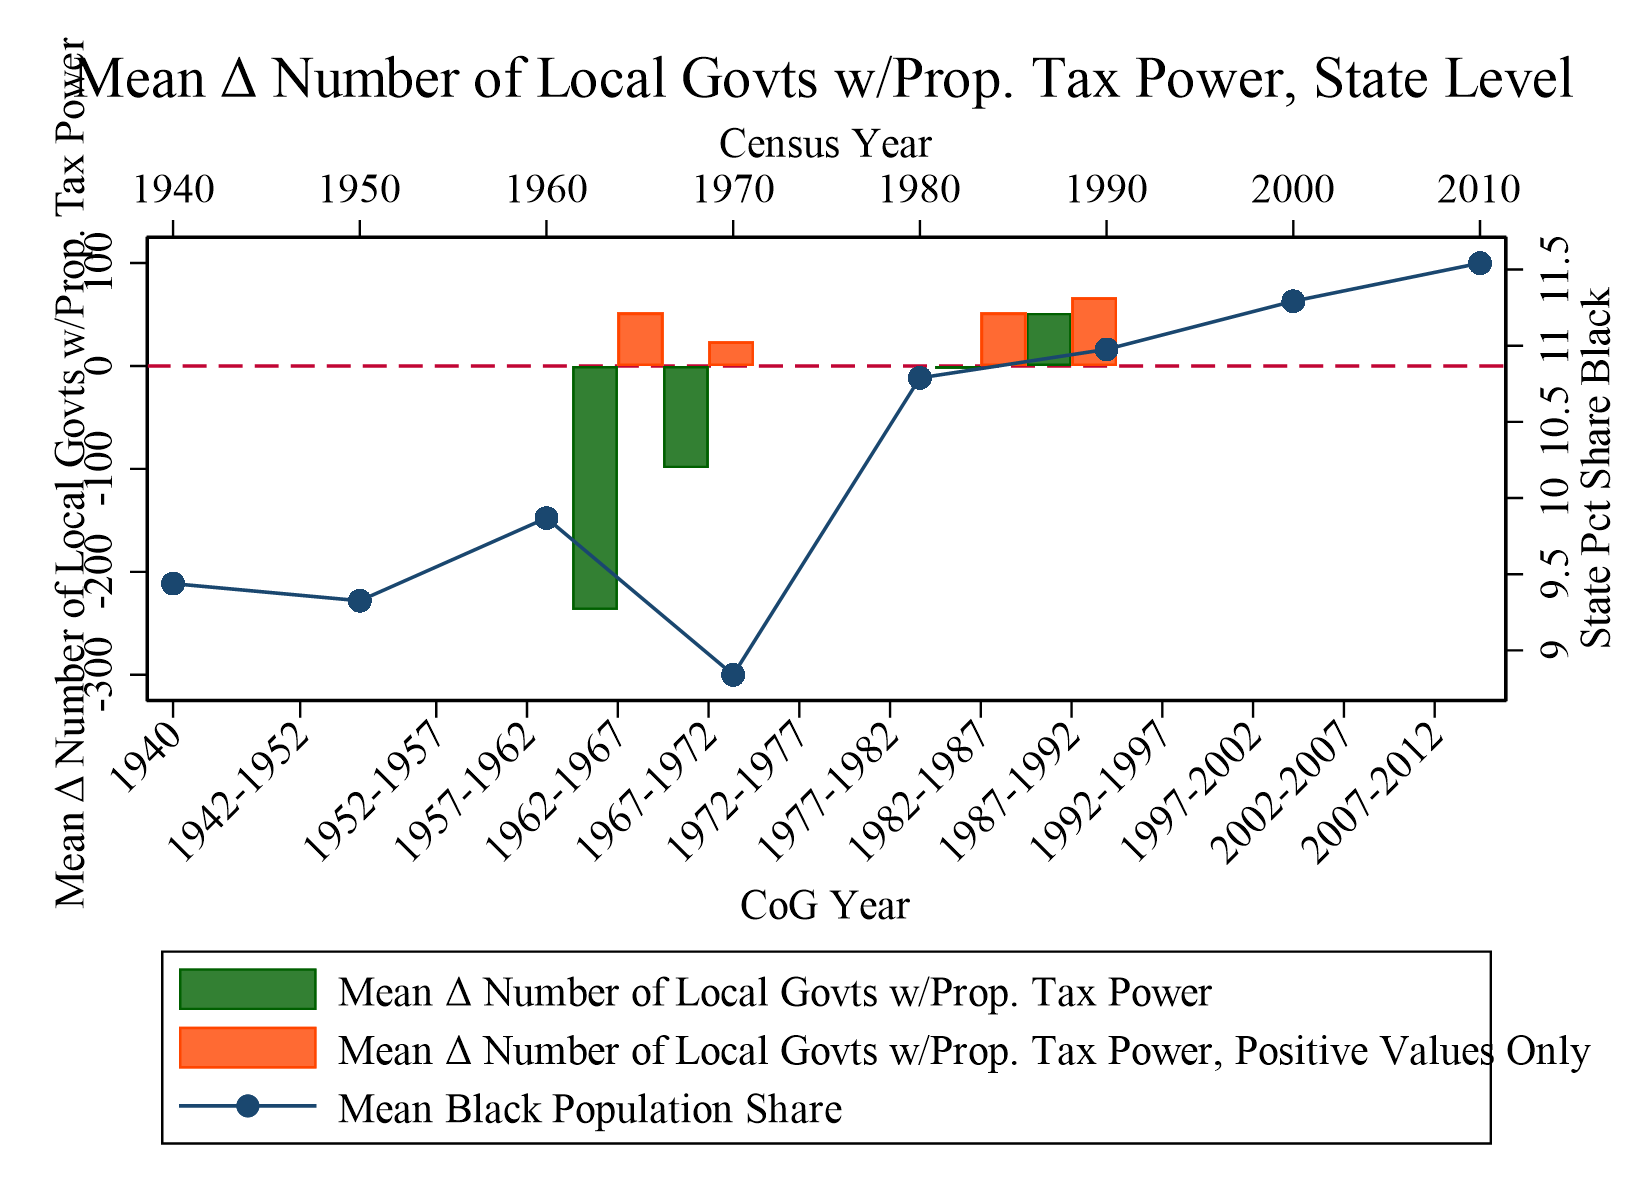 Mean Δ Number of Local Govts w/Prop. Tax Power, State Level
Census Year
1940 1950 1960 1970 1980 1990 2000 2010
Mean Δ Number of Local Govts w/Prop. Tax Power
100
0
-100
-200
-300
11.5
11
10.5
10
9.5
9
State Pct Share Black
1940 1942-1952 1952-1957 1957-1962 1962-1967 1967-1972 1972-1977 1977-1982 1982-1987 1987-1992 1992-1997 1997-2002 2002-2007 2007-2012
CoG Year
Mean Δ Number of Local Govts w/Prop. Tax Power
Mean Δ Number of Local Govts w/Prop. Tax Power, Positive Values Only
Mean Black Population Share